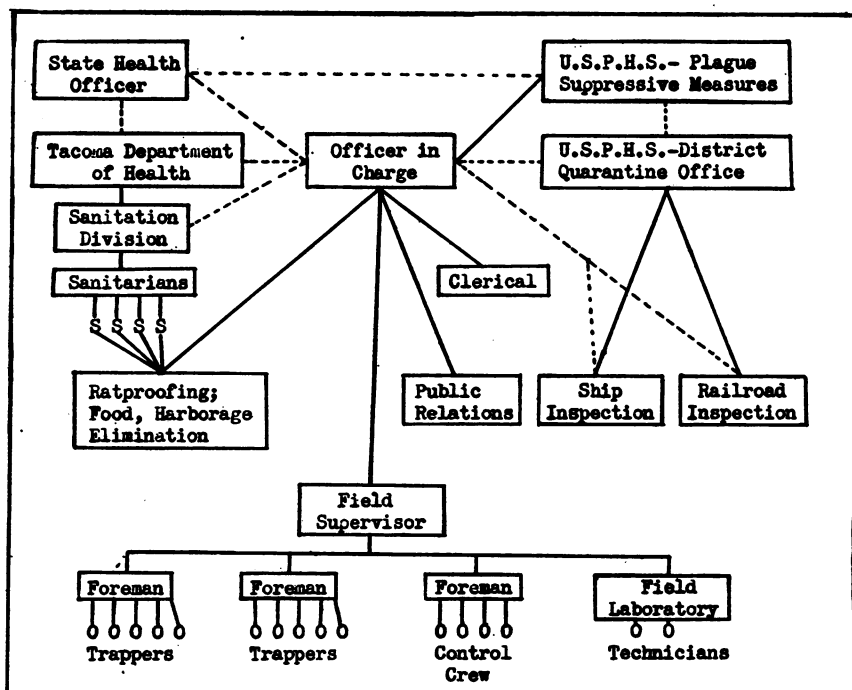 State Health
Officer
U.S.P.H.S.- Plague
Suppressive Measures
Tacoma Department
of Health
Officer in
Charge
U.S.P.H.S.-District
Quarantine Office
Sanitation
Division
Sanitarians
Clerical
S S S S
Ratproofing;
Food, Harborage
Elimination
Public
Relations
Ship
Inspection
Railroad
Inspection
Field
Supervisor
Foreman
Foreman
Foreman
Field
Laboratory
O O O O O
O O O O O
O O O O
O O
Trappers
Trappers
Control
Crew
Technicians